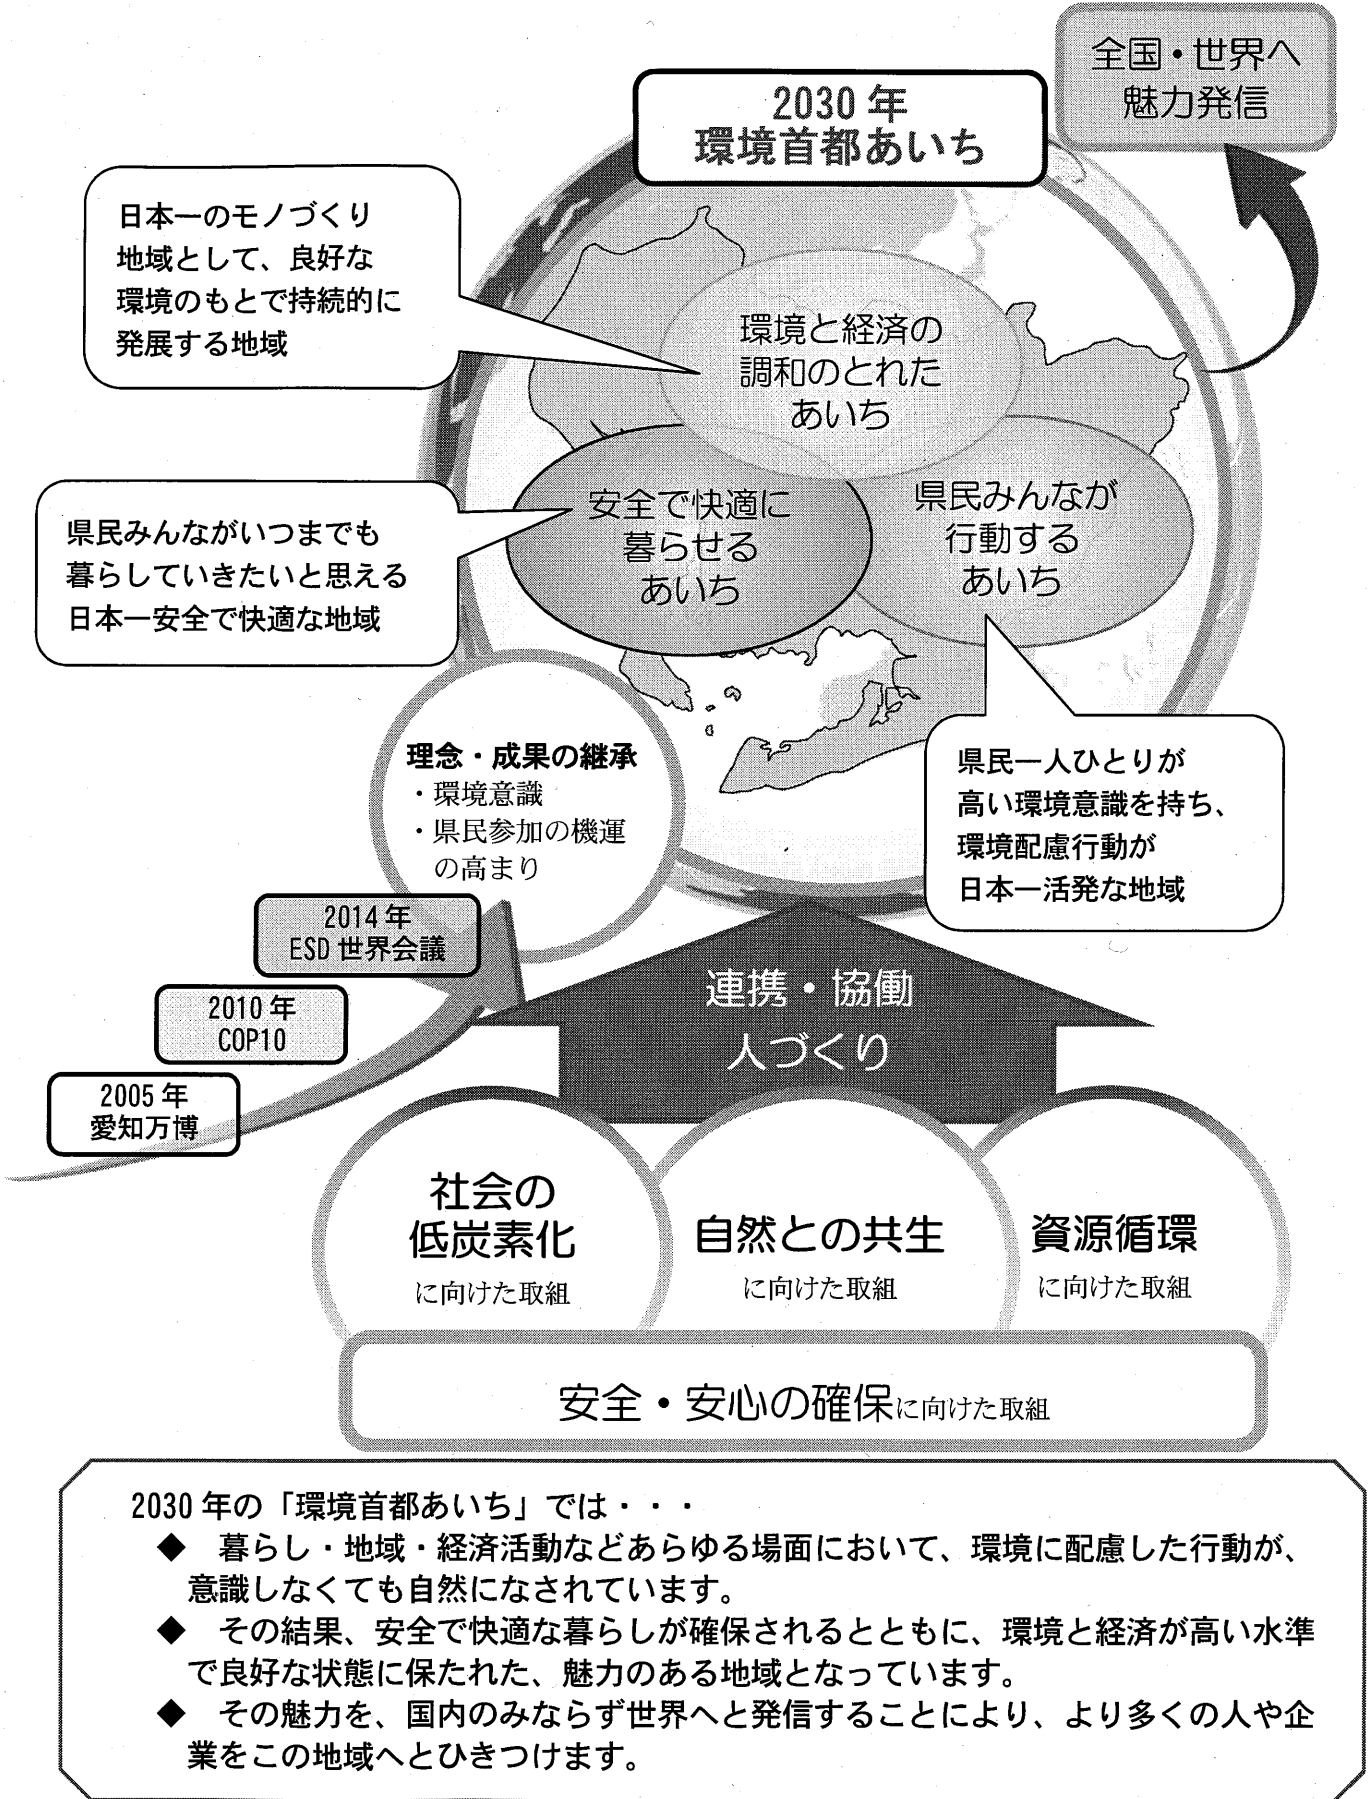 全国・世界へ
魅力発信
2030年
環境首都あいち
日本一のモノづくり
地域として、良好な
環境のもとで持続的に
発展する地域
環境と経済の
調和のとれた
あいち
安全で快適に
暮らせる
あいち
県民みんなが
行動する
あいち
県民みんながいつまでも
暮らしていきたいと思える
日本一安全で快適な地域
理念・成果の継承
・環境意識
・県民参加の機運
の高まり
県民一人ひとりが
高い環境意識を持ち、
環境配慮行動が
日本一活発な地域
2014年
ESD世界会議
2010年
COP10
2005年
愛知万博
連携・協働
人づくり
社会の
低炭素化
に向けた取組
自然との共生
に向けた取組
資源循環
に向けた取組
安全・安心の確保に向けた取組
2030年の「環境首都あいち」では・・・
◆　暮らし・地域・経済活動などあらゆる場面において、環境に配慮した行動が、
意識しなくても自然になされています。
◆　その結果、安全で快適な暮らしが確保されるとともに、環境と経済が高い水準
で良好な状態に保たれた、魅力のある地域となっています。
◆　その魅力を、国内のみならず世界へと発信することにより、より多くの人や企
業をこの地域へとひきつけます。